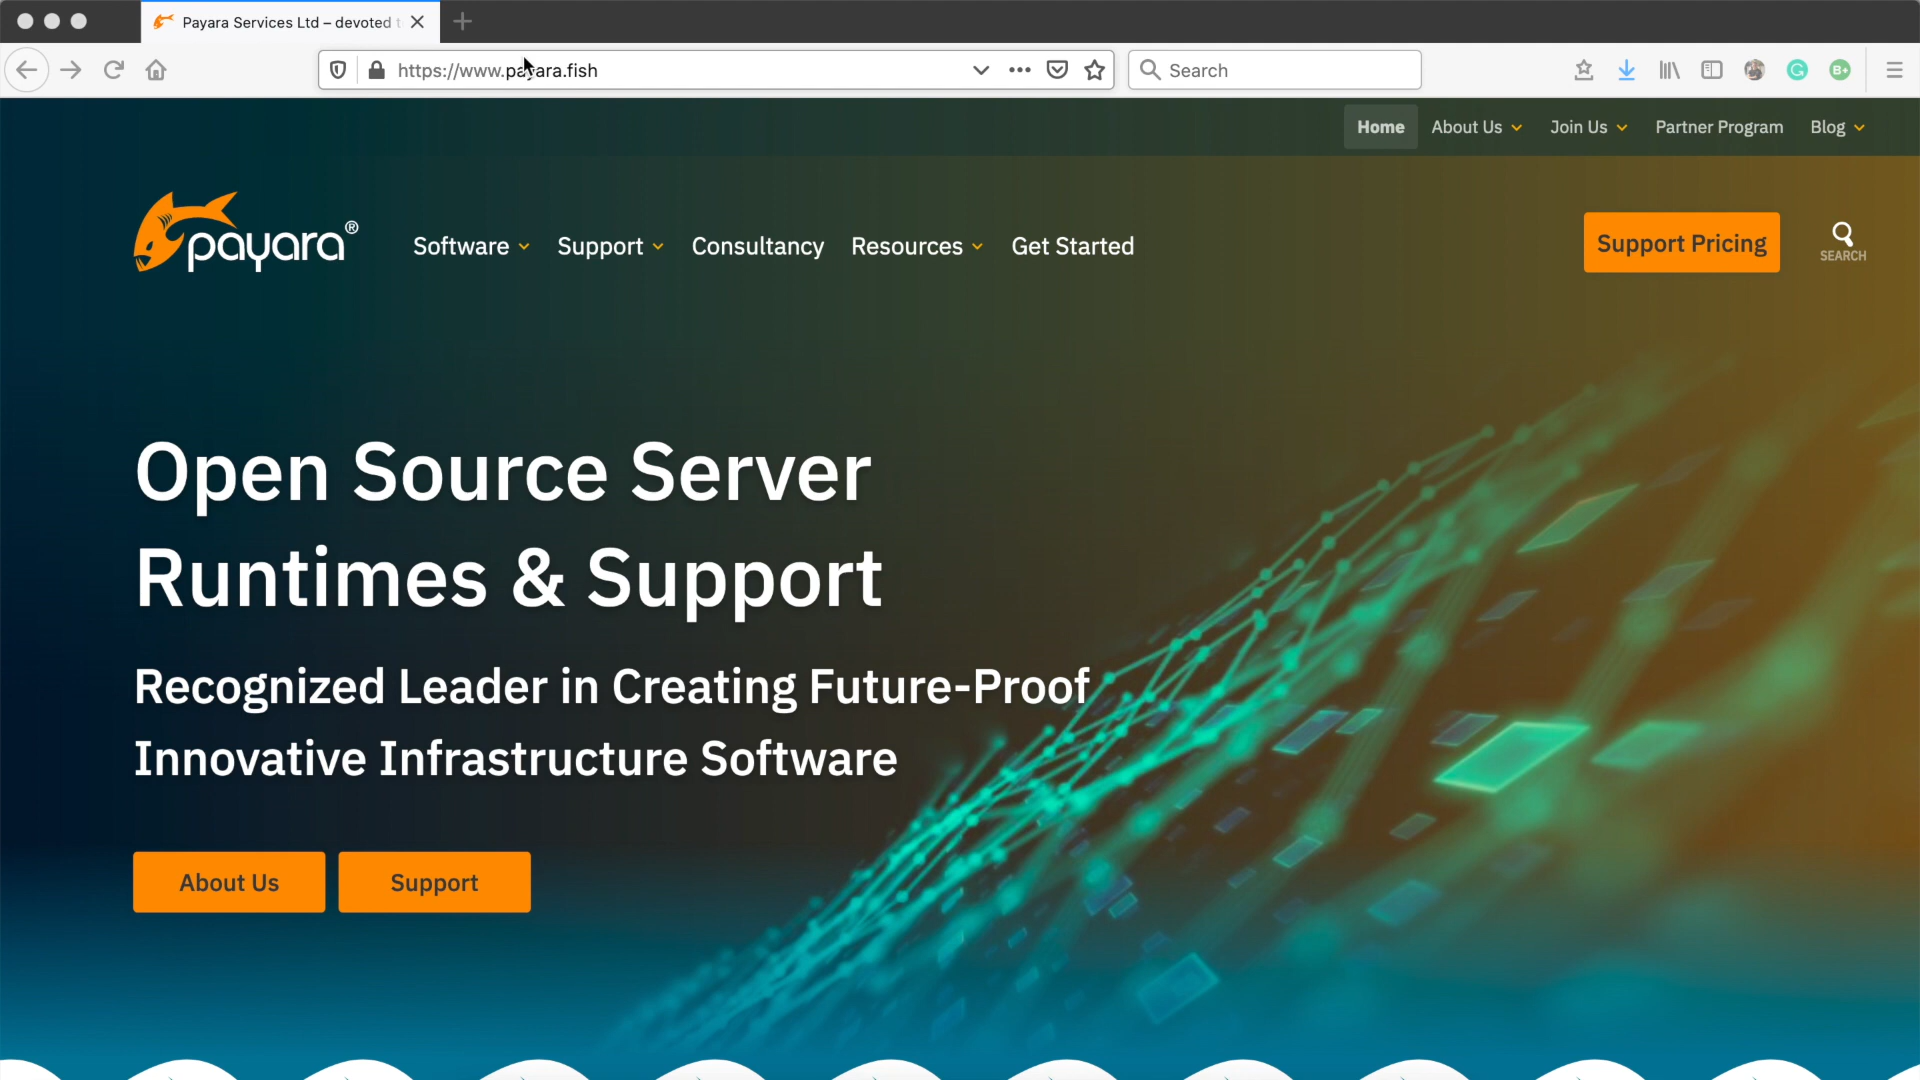 Payara Services Ltd – devoted t
https://www.payara.fish
Search
G
B+
Home
About Us
Join Us
Partner Program
Blog
payara®
Software
Support
Consultancy
Resources
Get Started
Support Pricing
SEARCH
Open Source Server
Runtimes & Support
Recognized Leader in Creating Future-Proof
Innovative Infrastructure Software
About Us
Support